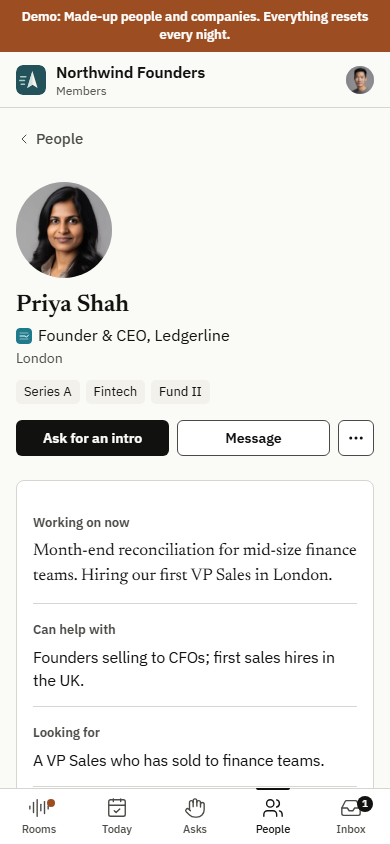 Demo: Made-up people and companies. Everything resets
every night.
Northwind Founders
Members
People
Priya Shah
Founder & CEO, Ledgerline
London
Series A
Fintech
Fund II
Ask for an intro
Message
Working on now
Month-end reconciliation for mid-size finance
teams. Hiring our first VP Sales in London.
Can help with
Founders selling to CFOs; first sales hires in
the UK.
Looking for
A VP Sales who has sold to finance teams.
1
Rooms
Today
Asks
People
Inbox